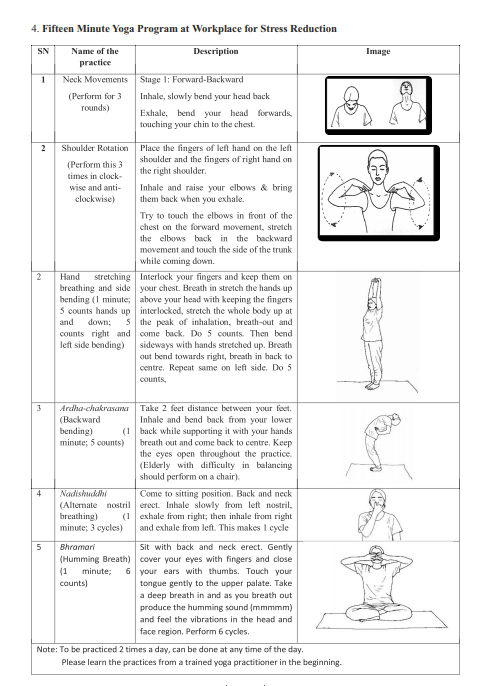 4. Fifteen Minute Yoga Program at Workplace for Stress Reduction
SN Name of the practice Description Image
1
Neck Movements
(Perform for 3
rounds)
Stage 1: Forward-Backward
Inhale, slowly bend your head back
Exhale, bend your head forwards,
touching your chin to the chest.
2
Shoulder Rotation
(Perform this 3
times in clock-
wise and anti-
clockwise)
Place the fingers of left hand on the left
shoulder and the fingers of right hand on
the right shoulder.
Inhale and raise your elbows & bring
them back when you exhale.
Try to touch the elbows in front of the
chest on the forward movement, stretch
the elbows back in the backward
movement and touch the side of the trunk
while coming down.
2
Hand stretching
breathing and side
bending (1 minute;
5 counts hands up
and down; 5
counts right and
left side bending)
Interlock your fingers and keep them on
your chest. Breath in stretch the hands up
above your head with keeping the fingers
interlocked, stretch the whole body up at
the peak of inhalation, breath-out and
come back. Do 5 counts. Then bend
sideways with hands stretched up. Breath
out bend towards right, breath in back to
centre. Repeat same on left side. Do 5
counts,
3
Ardha-chakrasana
(Backward
bending) (1
minute; 5 counts)
Take 2 feet distance between your feet.
Inhale and bend back from your lower
back while supporting it with your hands
breath out and come back to centre. Keep
the eyes open throughout the practice.
(Elderly with difficulty in balancing
should perform on a chair).
4
Nadishuddhi
(Alternate nostril
breathing) (1
minute; 3 cycles)
Come to sitting position. Back and neck
erect. Inhale slowly from left nostril,
exhale from right; then inhale from right
and exhale from left. This makes 1 cycle
5
Bhramari
(Humming Breath)
(1 minute; 6
counts)
Sit with back and neck erect. Gently
cover your eyes with fingers and close
your ears with thumbs. Touch your
tongue gently to the upper palate. Take
a deep breath in and as you breath out
produce the humming sound (mmmmm)
and feel the vibrations in the head and
face region. Perform 6 cycles.
Note: To be practiced 2 times a day, can be done at any time of the day.
Please learn the practices from a trained yoga practitioner in the beginning.